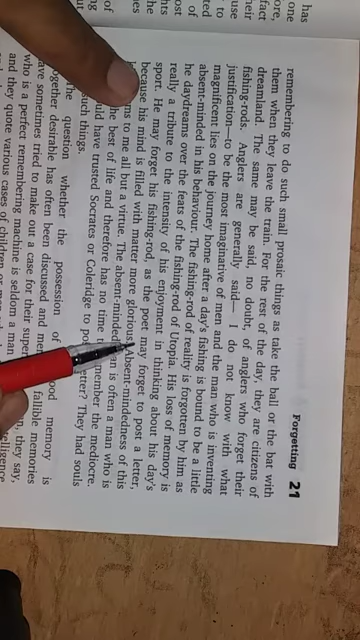 Forgetting 21
remembering to do such small prosaic things as take the ball or the bat with
them when they leave the train. For the rest of the day, they are citizens of
dreamland. The same may be said, no doubt, of anglers who forget their
fishing-rods. Anglers are generally said— I do not know with what
justification—to be the most imaginative of men and the man who is inventing
magnificent lies on the journey home after a day's fishing is bound to be a little
absent-minded in his behaviour. The fishing-rod of reality is forgotten by him as
he daydreams over the feats of the fishing-rod of Utopia. His loss of memory is
really a tribute to the intensity of his enjoyment in thinking about his day's
sport. He may forget his fishing-rod, as the poet may forget to post a letter,
because his mind is filled with matter more glorious. Absent-mindedness of this
to me all but a virtue. The absent-minded is often a man who is
the best of life and therefore has no time member the mediocre.
have trusted Socrates or Coleridge to They had souls
such things.
The question whether the possession of memory is
desirable has often been discussed and
have sometimes tried to make out a case for their fallible memories
who is a perfect remembering machine is seldom a man they say,
and they quote various cases of children
has
one
ore,
fact
use
to
of